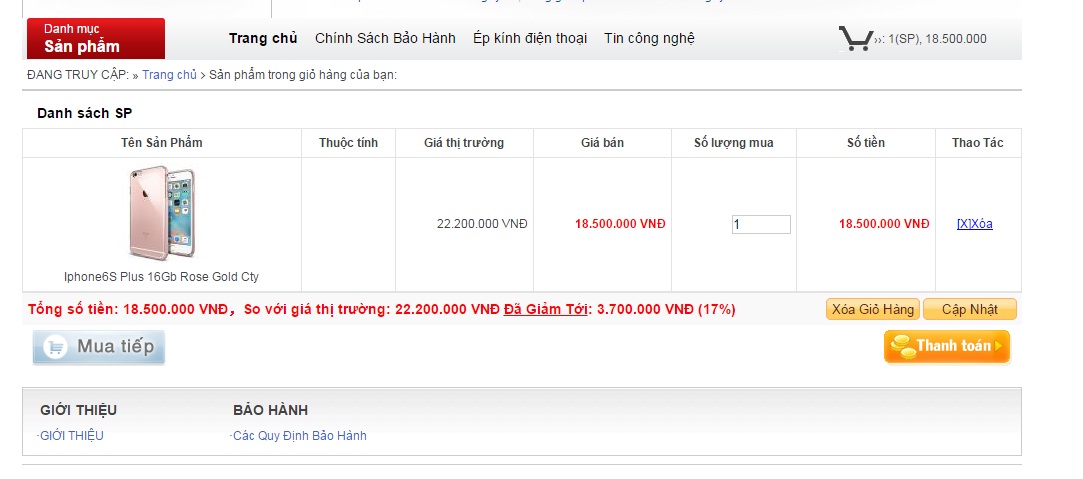 Danh mục
Sản phẩm
Trang chủ Chính Sách Bảo Hành Ép kính điện thoại Tin công nghệ
››: 1(SP), 18.500.000
ĐANG TRUY CẬP: » Trang chủ > Sản phẩm trong giỏ hàng của bạn:
Danh sách SP
Tên Sản Phẩm Thuộc tính Giá thị trường Giá bán Số lượng mua Số tiền Thao Tác
22.200.000 VNĐ 18.500.000 VNĐ 1 18.500.000 VNĐ [X]Xóa
Iphone6S Plus 16Gb Rose Gold Cty
Tổng số tiền: 18.500.000 VNĐ, So với giá thị trường: 22.200.000 VNĐ Đã Giảm Tới: 3.700.000 VNĐ (17%) Xóa Giỏ Hàng Cập Nhật
Mua tiếp Thanh toán
GIỚI THIỆU BẢO HÀNH
·GIỚI THIỆU ·Các Quy Định Bảo Hành